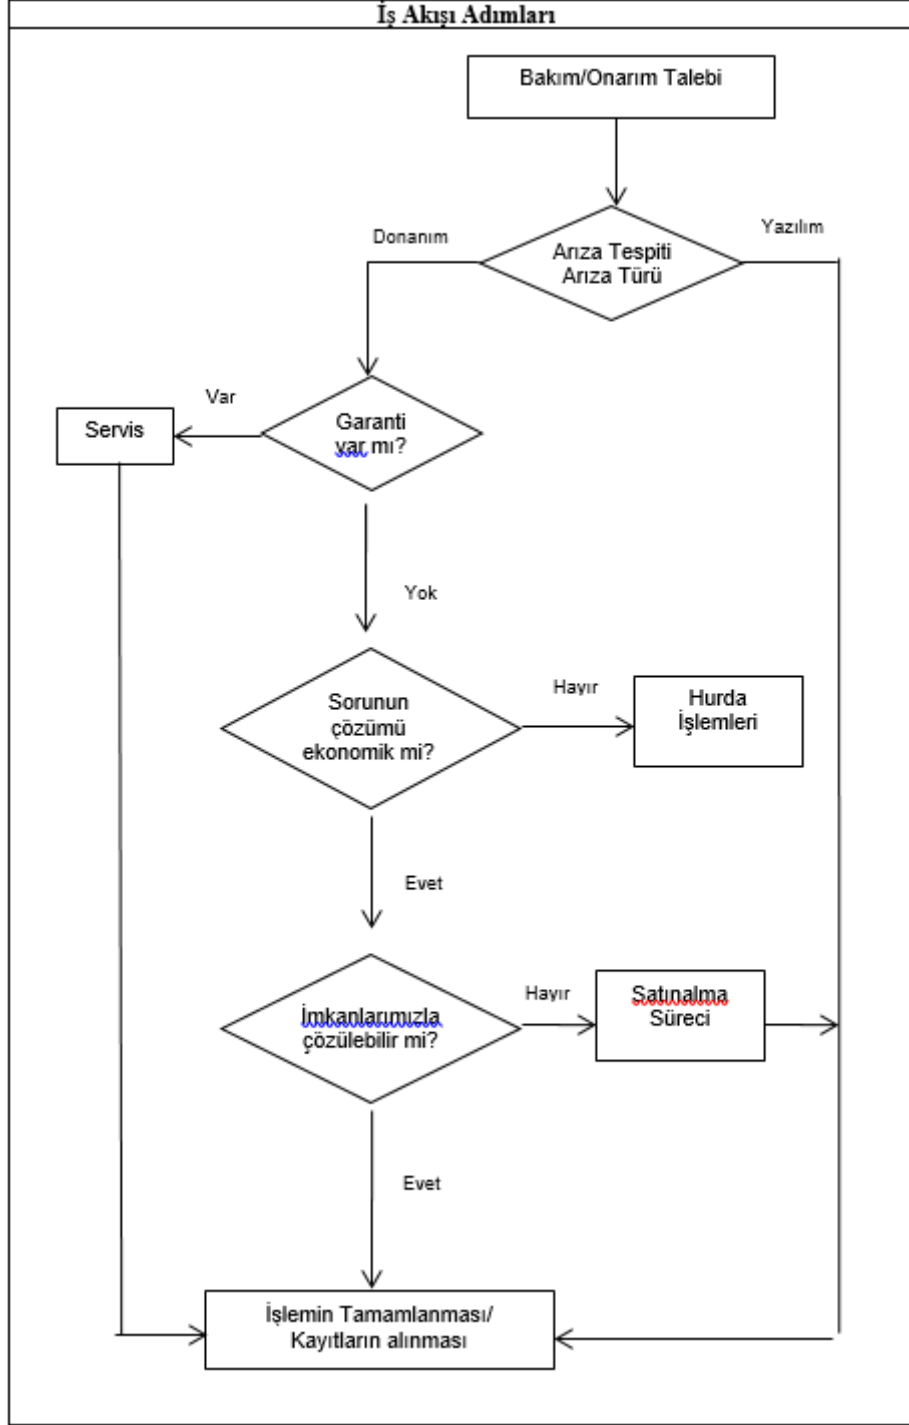 İş Akışı Adımları
Bakım/Onarım Talebi
Donanım
Yazılım
Arıza Tespiti
Arıza Türü
Var
Servis
Garanti
var mı?
Yok
Sorunun
çözümü
ekonomik mi?
Hayır
Hurda
İşlemleri
Evet
İmkanlarımızla
çözülebilir mi?
Hayır
Satınalma
Süreci
Evet
İşlemin Tamamlanması/
Kayıtların alınması